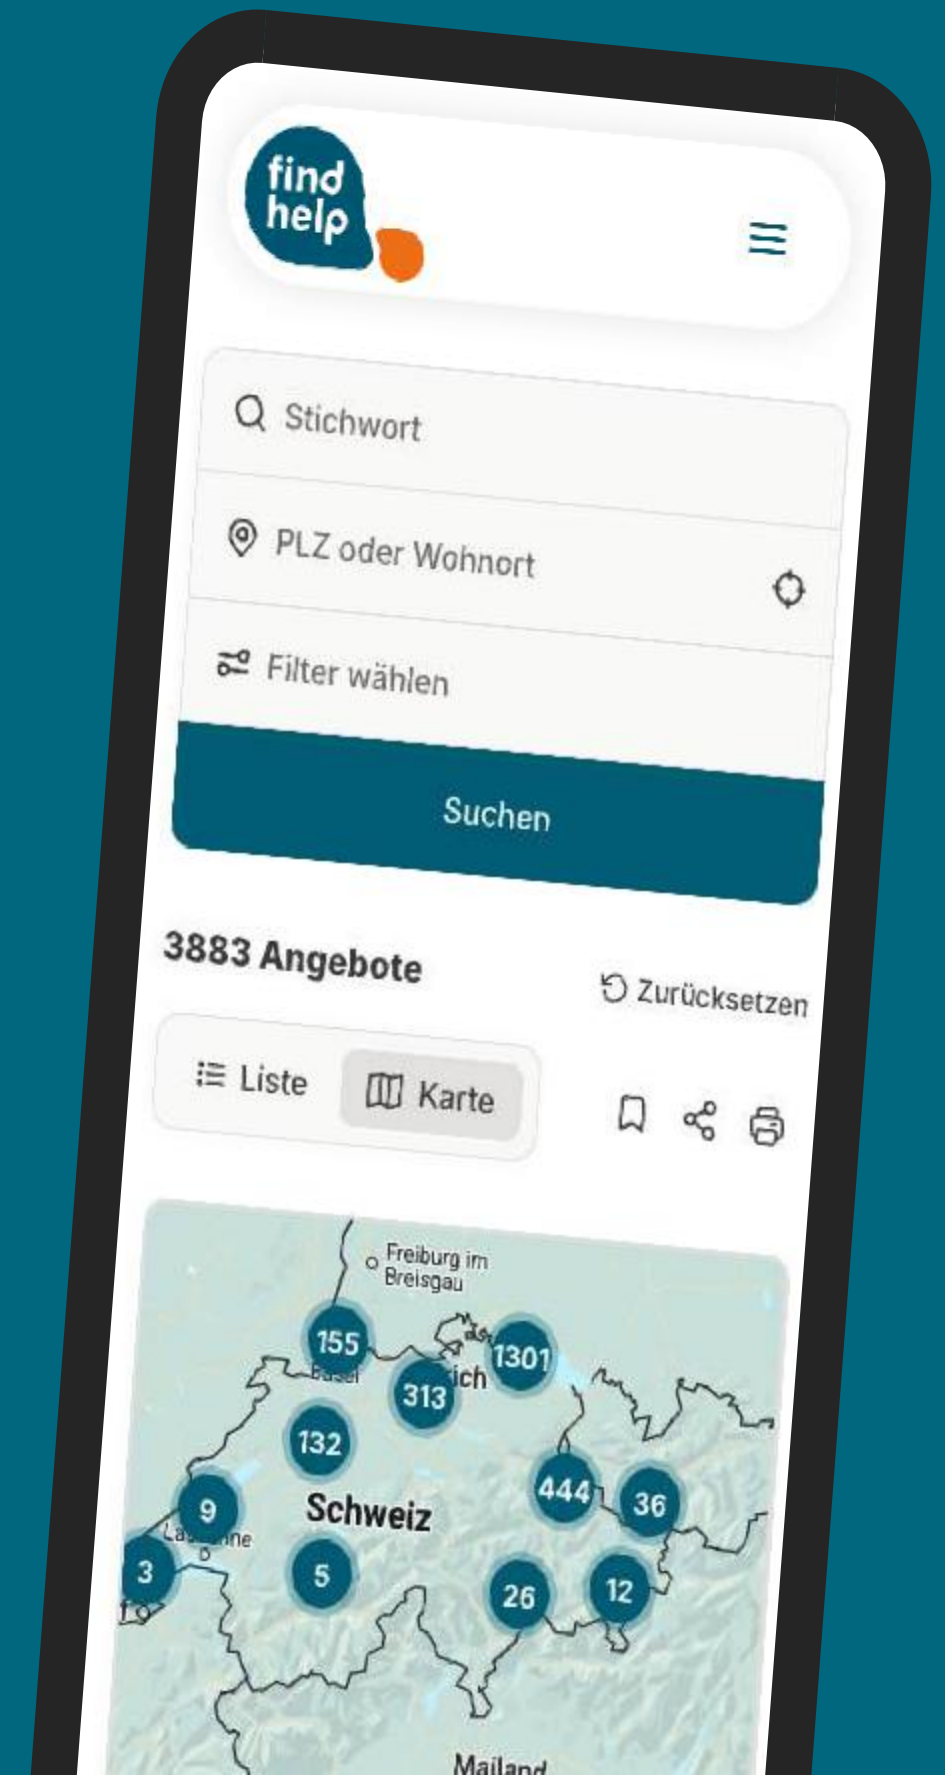 find
help
Stichwort
PLZ oder Wohnort
Filter wählen
Suchen
3883 Angebote
Zurücksetzen
Liste
Karte
Freiburg im
Breisgau
155
1301
313
132
444
36
9
Schweiz
3
5
26
12
Mailand